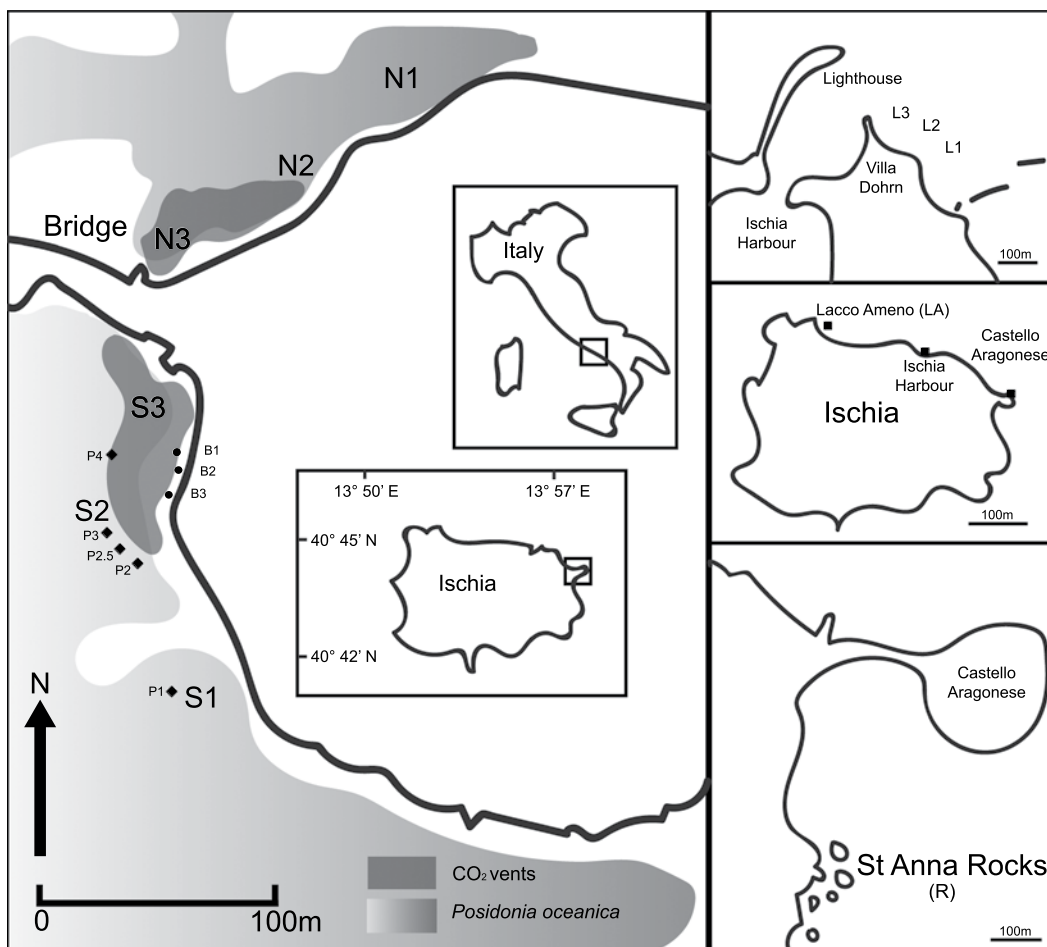 N1
N2
Bridge
N3
S3
P4
B1
B2
B3
S2
P3
P2.5
P2
P1
S1
N
0
100m
CO₂ vents
Posidonia oceanica
Italy
13° 50' E
13° 57' E
40° 45' N
Ischia
40° 42' N
Lighthouse
L3
L2
L1
Villa
Dohrn
Ischia
Harbour
100m
Lacco Ameno (LA)
Castello
Aragonese
Ischia
Harbour
Ischia
100m
Castello
Aragonese
St Anna Rocks
(R)
100m